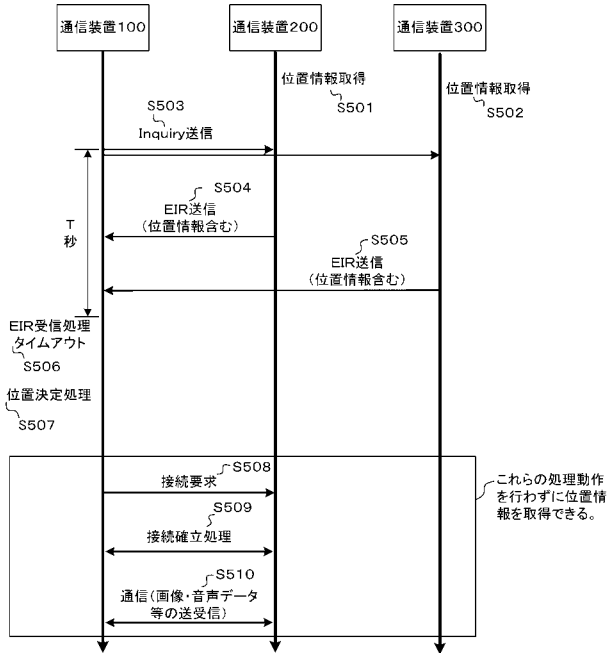 通信装置100
通信装置200
通信装置300
位置情報取得
S501
位置情報取得
S502
S503
Inquiry送信
S504
EIR送信
(位置情報含む)
T
秒
S505
EIR送信
(位置情報含む)
EIR受信処理
タイムアウト
S506
位置決定処理
S507
S508
接続要求
これらの処理動作
を行わずに位置情
報を取得できる。
S509
接続確立処理
S510
通信(画像・音声データ
等の送受信)